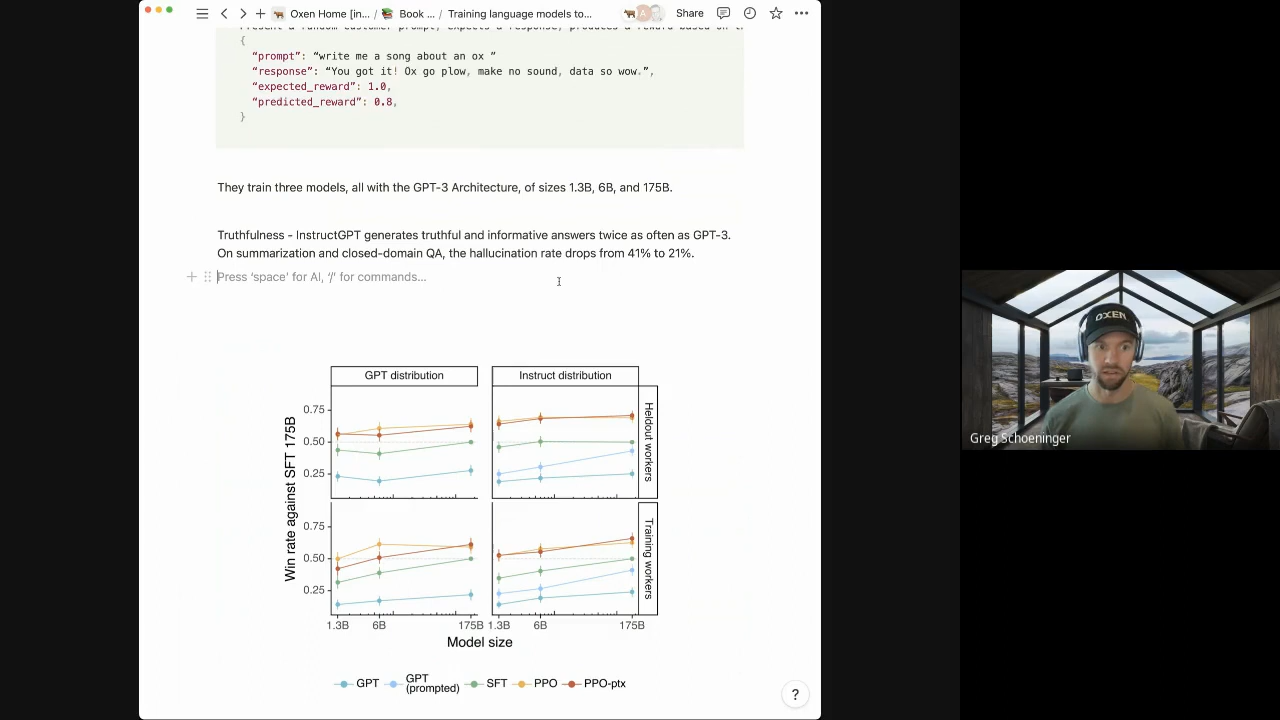 Oxen Home [in... / Book ... / Training language models to... Share
{
“prompt”: “write me a song about an ox ”
“response”: “You got it! Ox go plow, make no sound, data so wow.”,
“expected_reward”: 1.0,
“predicted_reward”: 0.8,
}
They train three models, all with the GPT-3 Architecture, of sizes 1.3B, 6B, and 175B.
Truthfulness - InstructGPT generates truthful and informative answers twice as often as GPT-3.
On summarization and closed-domain QA, the hallucination rate drops from 41% to 21%.
Press ‘space’ for AI, ‘/’ for commands...
OXEN
Greg Schoeninger
GPT distribution
Instruct distribution
Win rate against SFT 175B
0.75
0.50
0.25
Heldout workers
0.75
0.50
0.25
Training workers
1.3B 6B 175B 1.3B 6B 175B
Model size
GPT GPT (prompted) SFT PPO PPO-ptx
?